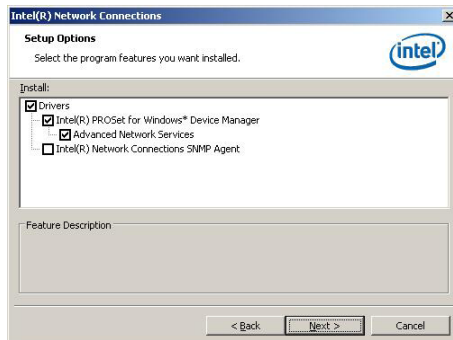 Intel(R) Network Connections
Setup Options
Select the program features you want installed.
intel
Install:
Drivers
Intel(R) PROSet for Windows* Device Manager
Advanced Network Services
Intel(R) Network Connections SNMP Agent
Feature Description
< Back
Next >
Cancel